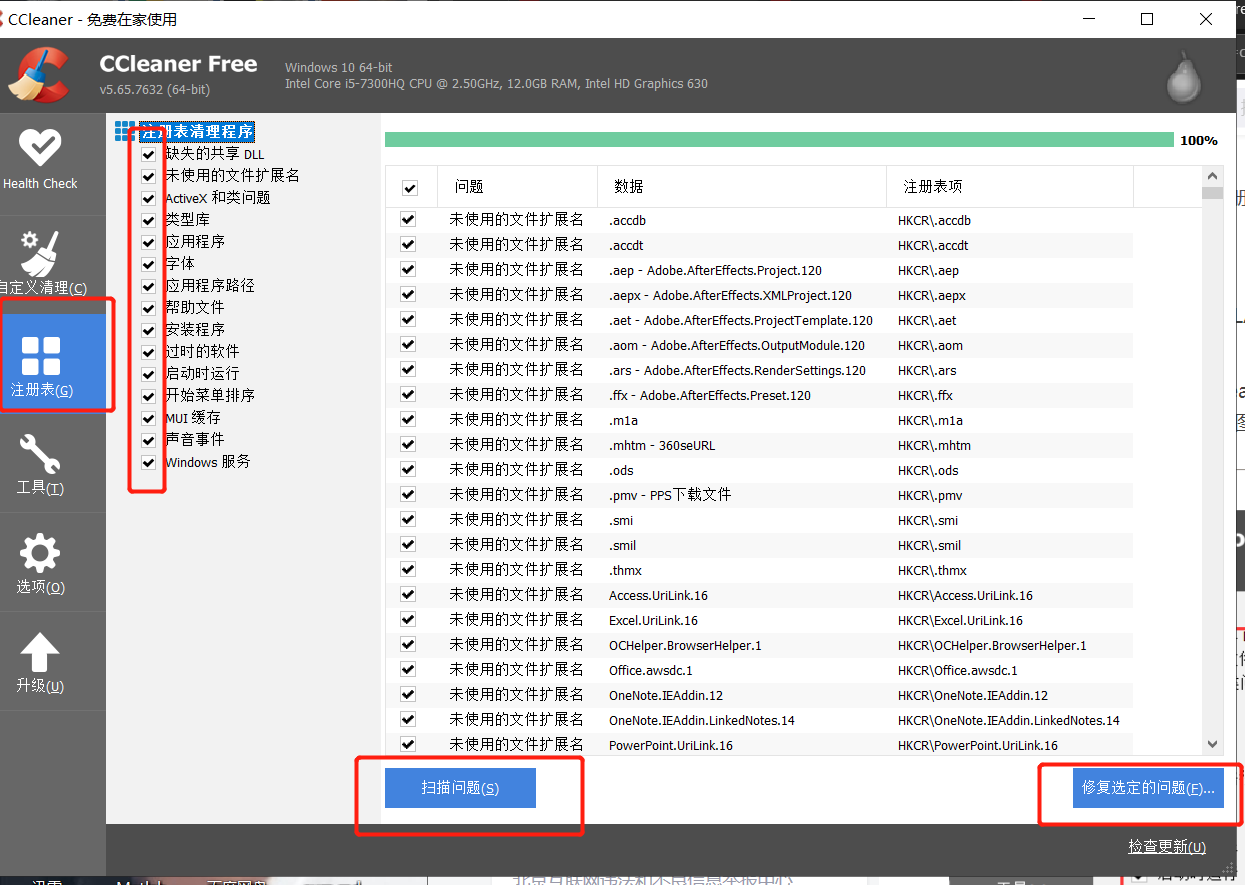 CCleaner - 免费在家使用
CCleaner Free
v5.65.7632 (64-bit)
Windows 10 64-bit
Intel Core i5-7300HQ CPU @ 2.50GHz, 12.0GB RAM, Intel HD Graphics 630
Health Check
自定义清理(C)
注册表(G)
工具(T)
选项(O)
升级(U)
注册表清理程序
缺失的共享 DLL
未使用的文件扩展名
ActiveX 和类问题
类型库
应用程序
字体
应用程序路径
帮助文件
安装程序
过时的软件
启动时运行
开始菜单排序
MUI 缓存
声音事件
Windows 服务
100%
问题 数据 注册表项
未使用的文件扩展名 .accdb HKCR\.accdb
未使用的文件扩展名 .accdt HKCR\.accdt
未使用的文件扩展名 .aep - Adobe.AfterEffects.Project.120 HKCR\.aep
未使用的文件扩展名 .aepx - Adobe.AfterEffects.XMLProject.120 HKCR\.aepx
未使用的文件扩展名 .aet - Adobe.AfterEffects.ProjectTemplate.120 HKCR\.aet
未使用的文件扩展名 .aom - Adobe.AfterEffects.OutputModule.120 HKCR\.aom
未使用的文件扩展名 .ars - Adobe.AfterEffects.RenderSettings.120 HKCR\.ars
未使用的文件扩展名 .ffx - Adobe.AfterEffects.Preset.120 HKCR\.ffx
未使用的文件扩展名 .m1a HKCR\.m1a
未使用的文件扩展名 .mhtm - 360seURL HKCR\.mhtm
未使用的文件扩展名 .ods HKCR\.ods
未使用的文件扩展名 .pmv - PPS下载文件 HKCR\.pmv
未使用的文件扩展名 .smi HKCR\.smi
未使用的文件扩展名 .smil HKCR\.smil
未使用的文件扩展名 .thmx HKCR\.thmx
未使用的文件扩展名 Access.UriLink.16 HKCR\Access.UriLink.16
未使用的文件扩展名 Excel.UriLink.16 HKCR\Excel.UriLink.16
未使用的文件扩展名 OCHelper.BrowserHelper.1 HKCR\OCHelper.BrowserHelper.1
未使用的文件扩展名 Office.awsdc.1 HKCR\Office.awsdc.1
未使用的文件扩展名 OneNote.IEAddin.12 HKCR\OneNote.IEAddin.12
未使用的文件扩展名 OneNote.IEAddin.LinkedNotes.14 HKCR\OneNote.IEAddin.LinkedNotes.14
未使用的文件扩展名 PowerPoint.UriLink.16 HKCR\PowerPoint.UriLink.16
扫描问题(S)
修复选定的问题(F)...
检查更新(U)